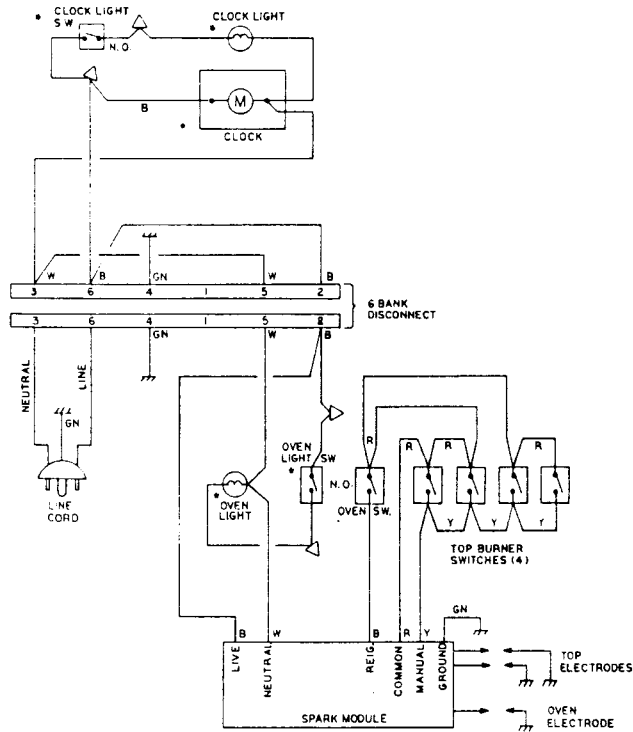 * CLOCK LIGHT
SW
* CLOCK LIGHT
N.O.
M
B
* CLOCK
W B GN W B
3 6 4 1 5 2
6 BANK
DISCONNECT
3 6 4 1 5 2
GN W B
NEUTRAL
LINE
GN
LINE
CORD
R R R R
OVEN
LIGHT SW
*
N.O.
* OVEN
LIGHT
OVEN SW.
Y Y Y
TOP BURNER
SWITCHES (4)
GN
B W B R Y
LIVE
NEUTRAL
REIG.
COMMON
MANUAL
GROUND
TOP
ELECTRODES
SPARK MODULE
OVEN
ELECTRODE